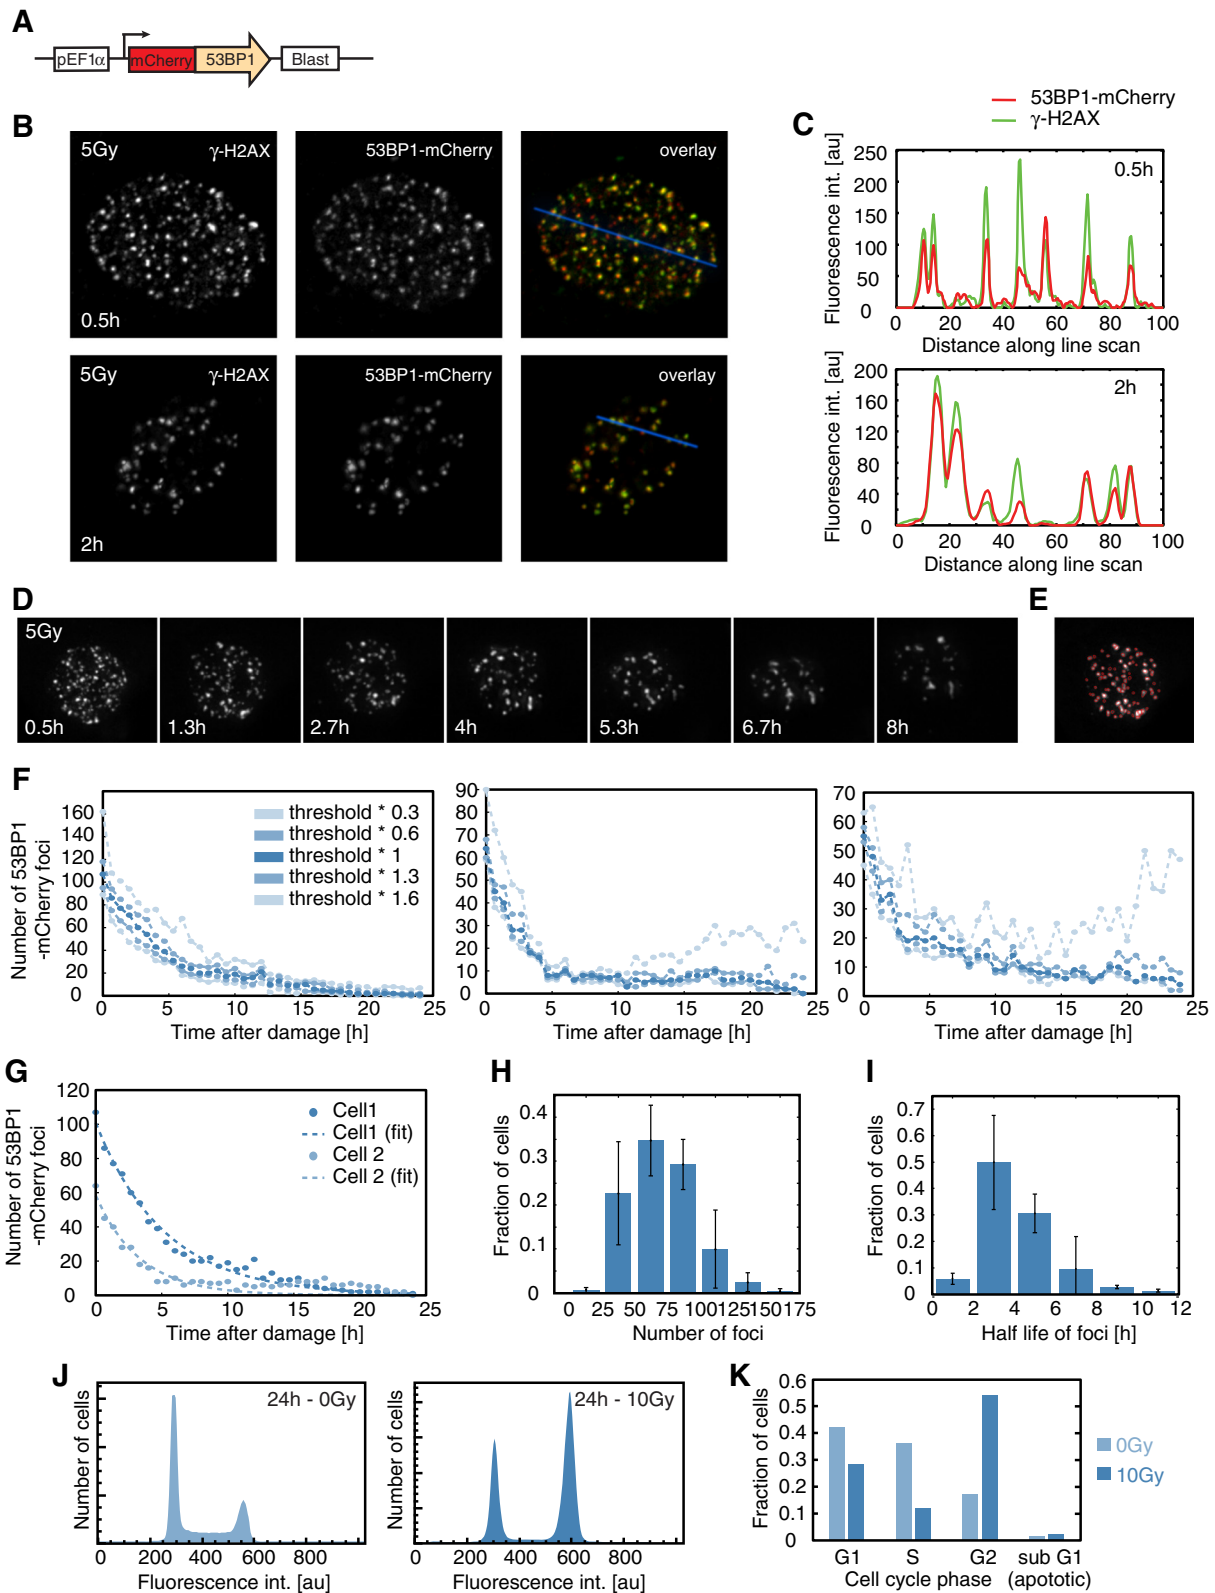 A
pEF1α
mCherry
53BP1
Blast
B
5Gy
γ-H2AX
0.5h
53BP1-mCherry
overlay
5Gy
γ-H2AX
2h
53BP1-mCherry
overlay
C
53BP1-mCherry
γ-H2AX
Fluorescence int. [au]
250
200
150
100
50
0
0.5h
0 20 40 60 80 100
Distance along line scan
Fluorescence int. [au]
200
160
120
80
40
0
2h
0 20 40 60 80 100
Distance along line scan
D
5Gy
0.5h
1.3h
2.7h
4h
5.3h
6.7h
8h
E
F
Number of 53BP1
-mCherry foci
160
140
120
100
80
60
40
20
0
threshold * 0.3
threshold * 0.6
threshold * 1
threshold * 1.3
threshold * 1.6
0 5 10 15 20 25
Time after damage [h]
90
80
70
60
50
40
30
20
10
0
0 5 10 15 20 25
Time after damage [h]
70
60
50
40
30
20
10
0
0 5 10 15 20 25
Time after damage [h]
G
Number of 53BP1
-mCherry foci
120
100
80
60
40
20
0
Cell1
Cell1 (fit)
Cell 2
Cell 2 (fit)
0 5 10 15 20 25
Time after damage [h]
H
Fraction of cells
0.4
0.3
0.2
0.1
0
0 25 50 75 100 125 150 175
Number of foci
I
Fraction of cells
0.7
0.6
0.5
0.4
0.3
0.2
0.1
0
0 2 4 6 8 10 12
Half life of foci [h]
J
Number of cells
24h - 0Gy
0 200 400 600 800
Fluorescence int. [au]
Number of cells
24h - 10Gy
0 200 400 600 800
Fluorescence int. [au]
K
Fraction of cells
0.6
0.5
0.4
0.3
0.2
0.1
0
0Gy
10Gy
G1 S G2 sub G1
(apoptotic)
Cell cycle phase